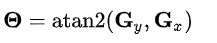 Θ = atan2(G_y, G_x)